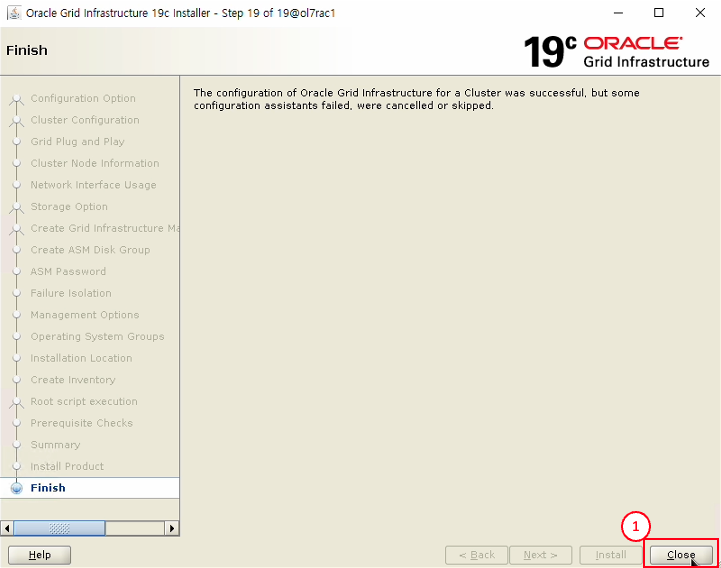 Oracle Grid Infrastructure 19c Installer - Step 19 of 19@ol7rac1
Finish
19c ORACLE
Grid Infrastructure
Configuration Option
Cluster Configuration
Grid Plug and Play
Cluster Node Information
Network Interface Usage
Storage Option
Create Grid Infrastructure Ma
Create ASM Disk Group
ASM Password
Failure Isolation
Management Options
Operating System Groups
Installation Location
Create Inventory
Root script execution
Prerequisite Checks
Summary
Install Product
Finish
The configuration of Oracle Grid Infrastructure for a Cluster was successful, but some
configuration assistants failed, were cancelled or skipped.
1
Help
< Back
Next >
Install
Close